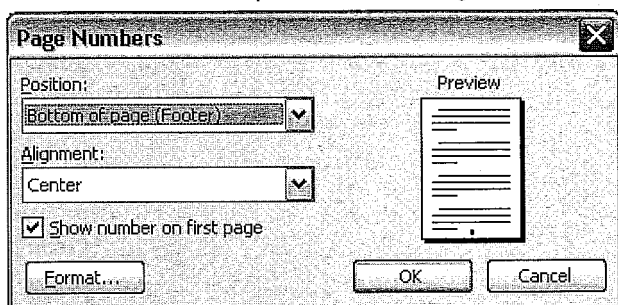 Page Numbers
Position:
Preview
Bottom of page (Footer)
Alignment:
Center
Show number on first page
Format...
OK
Cancel